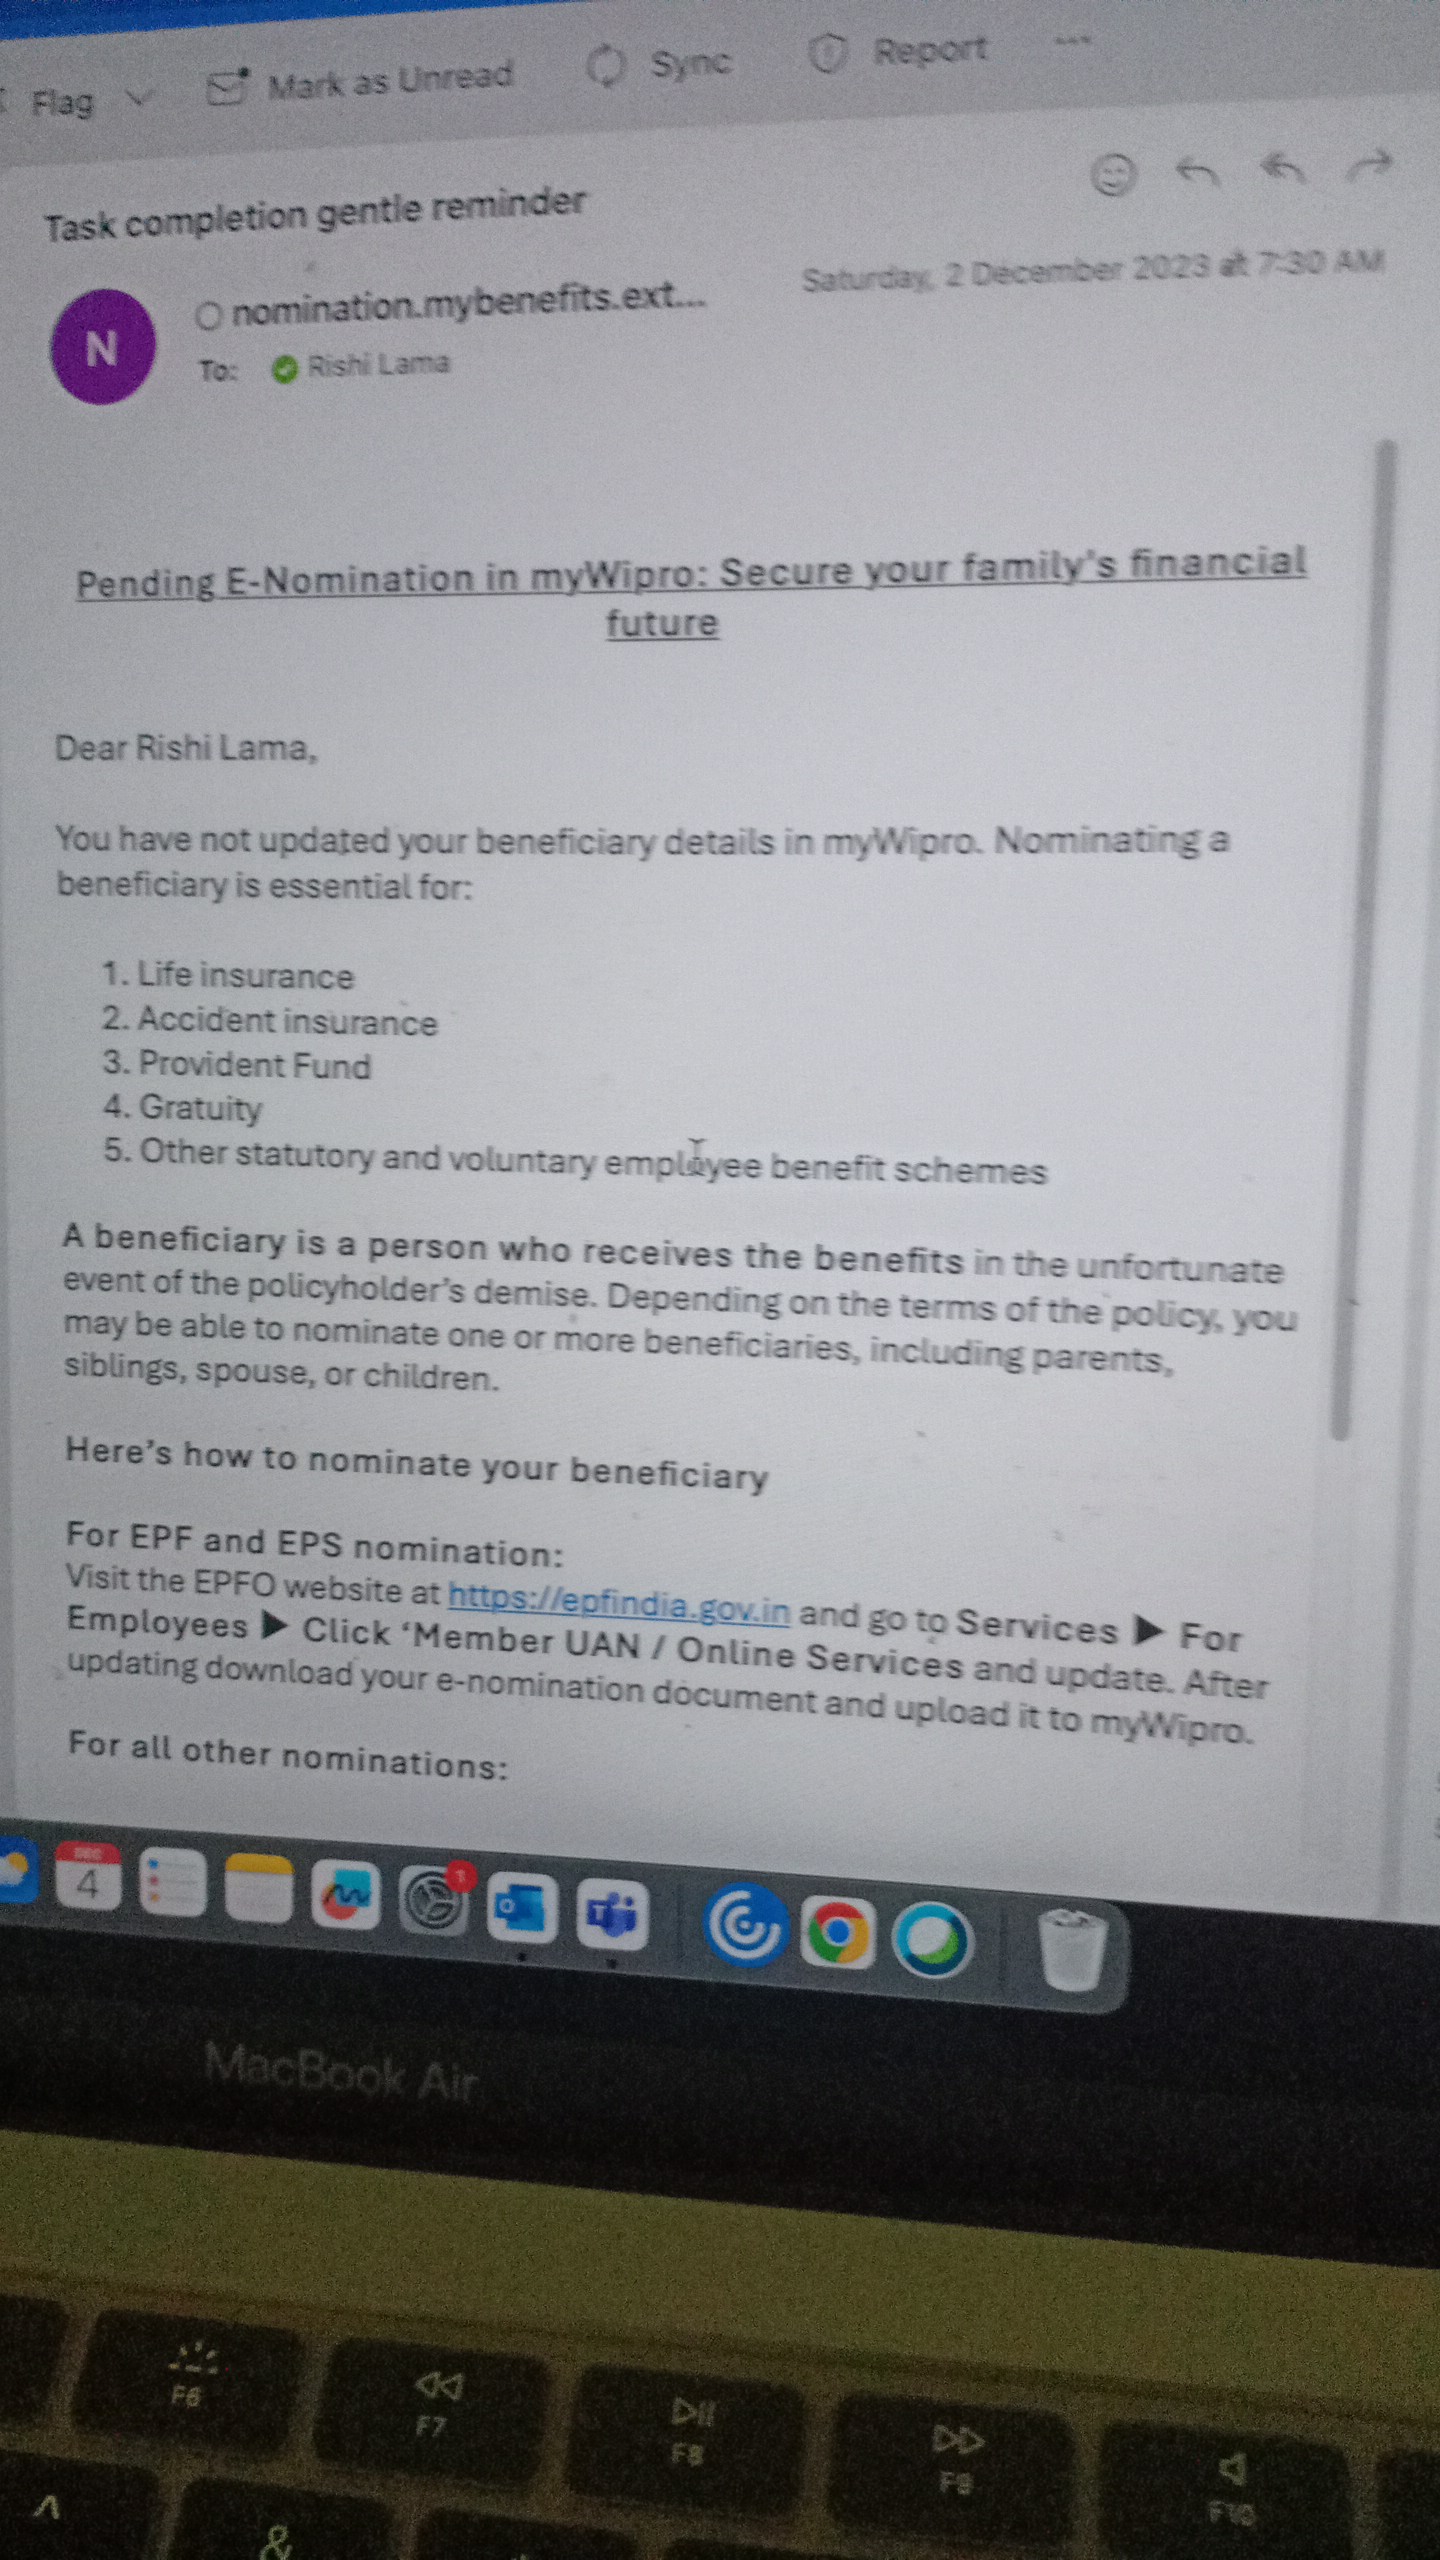 Flag
Mark as Unread
Sync
Report
Task completion gentle reminder
Saturday, 2 December 2023 at 7:30 AM
N
nomination.mybenefits.ext...
To: Rishi Lama
Pending E-Nomination in myWipro: Secure your family's financial
future
Dear Rishi Lama,
You have not updated your beneficiary details in myWipro. Nominating a
beneficiary is essential for:
1. Life insurance
2. Accident insurance
3. Provident Fund
4. Gratuity
5. Other statutory and voluntary employee benefit schemes
A beneficiary is a person who receives the benefits in the unfortunate
event of the policyholder's demise. Depending on the terms of the policy, you
may be able to nominate one or more beneficiaries, including parents,
siblings, spouse, or children.
Here's how to nominate your beneficiary
For EPF and EPS nomination:
Visit the EPFO website at https://epfindia.gov.in and go to Services ▶ For
Employees ▶ Click ‘Member UAN / Online Services and update. After
updating download your e-nomination document and upload it to myWipro.
For all other nominations:
DEC
4
1
MacBook Air
F6
F7
F8
F9
F10
^
&